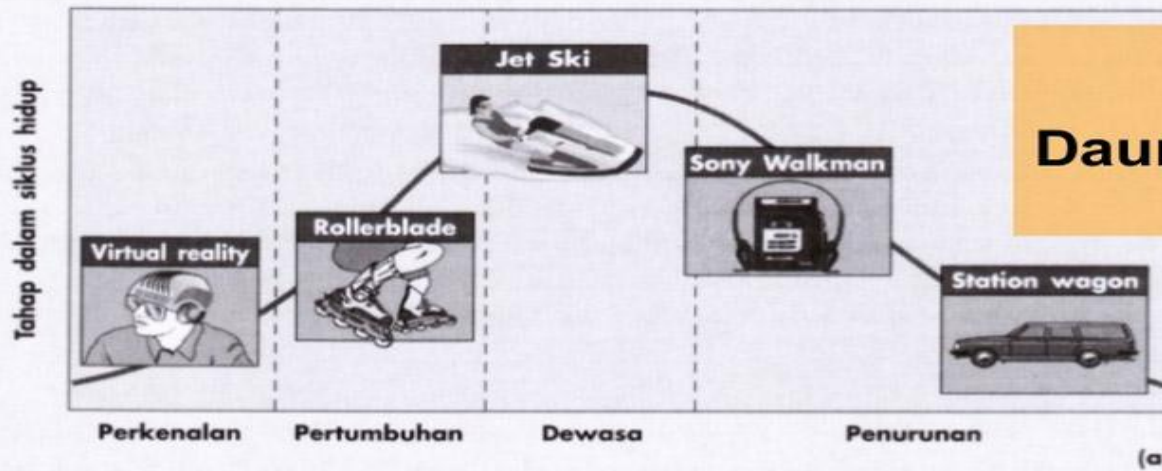 Jet Ski
Sony Walkman
Rollerblade
Virtual reality
Station wagon
Tahap dalam siklus hidup
Perkenalan
Pertumbuhan
Dewasa
Penurunan
(a